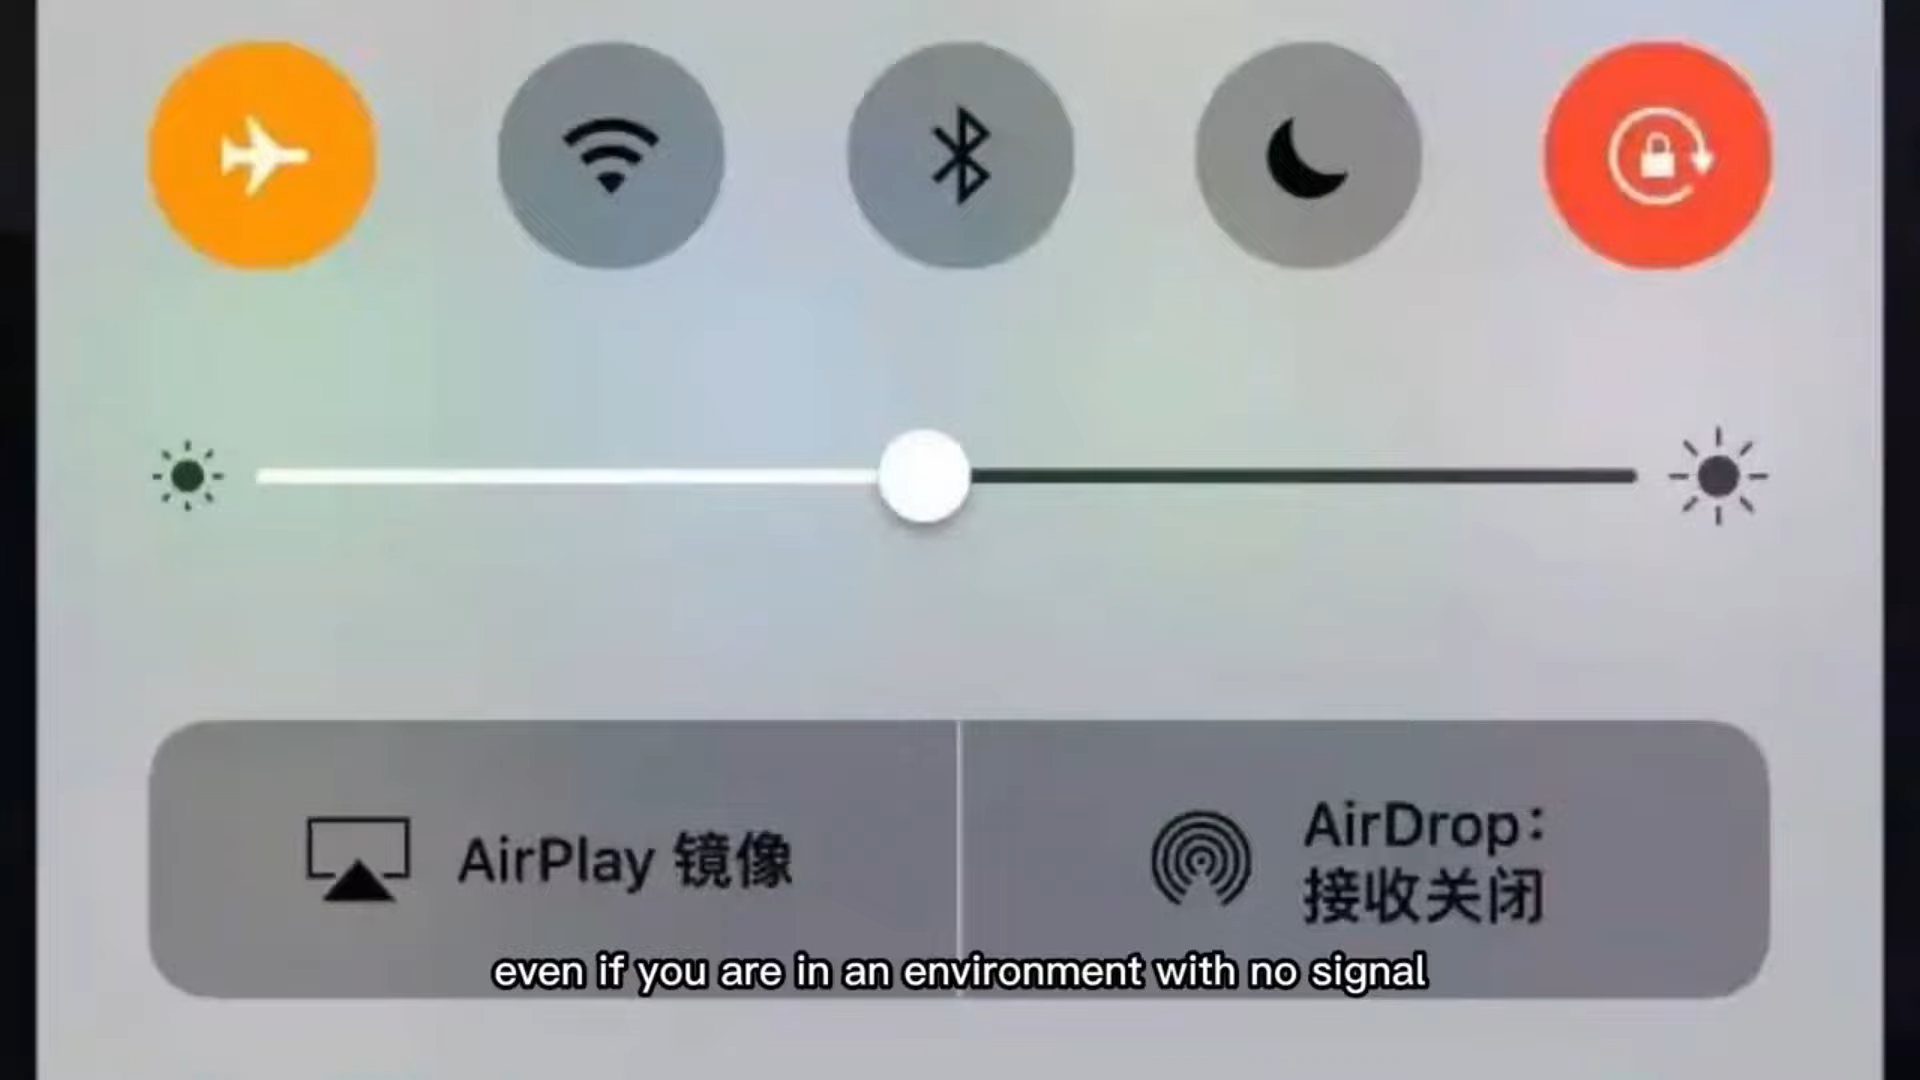 AirPlay 镜像
AirDrop：
接收关闭
even if you are in an environment with no signal